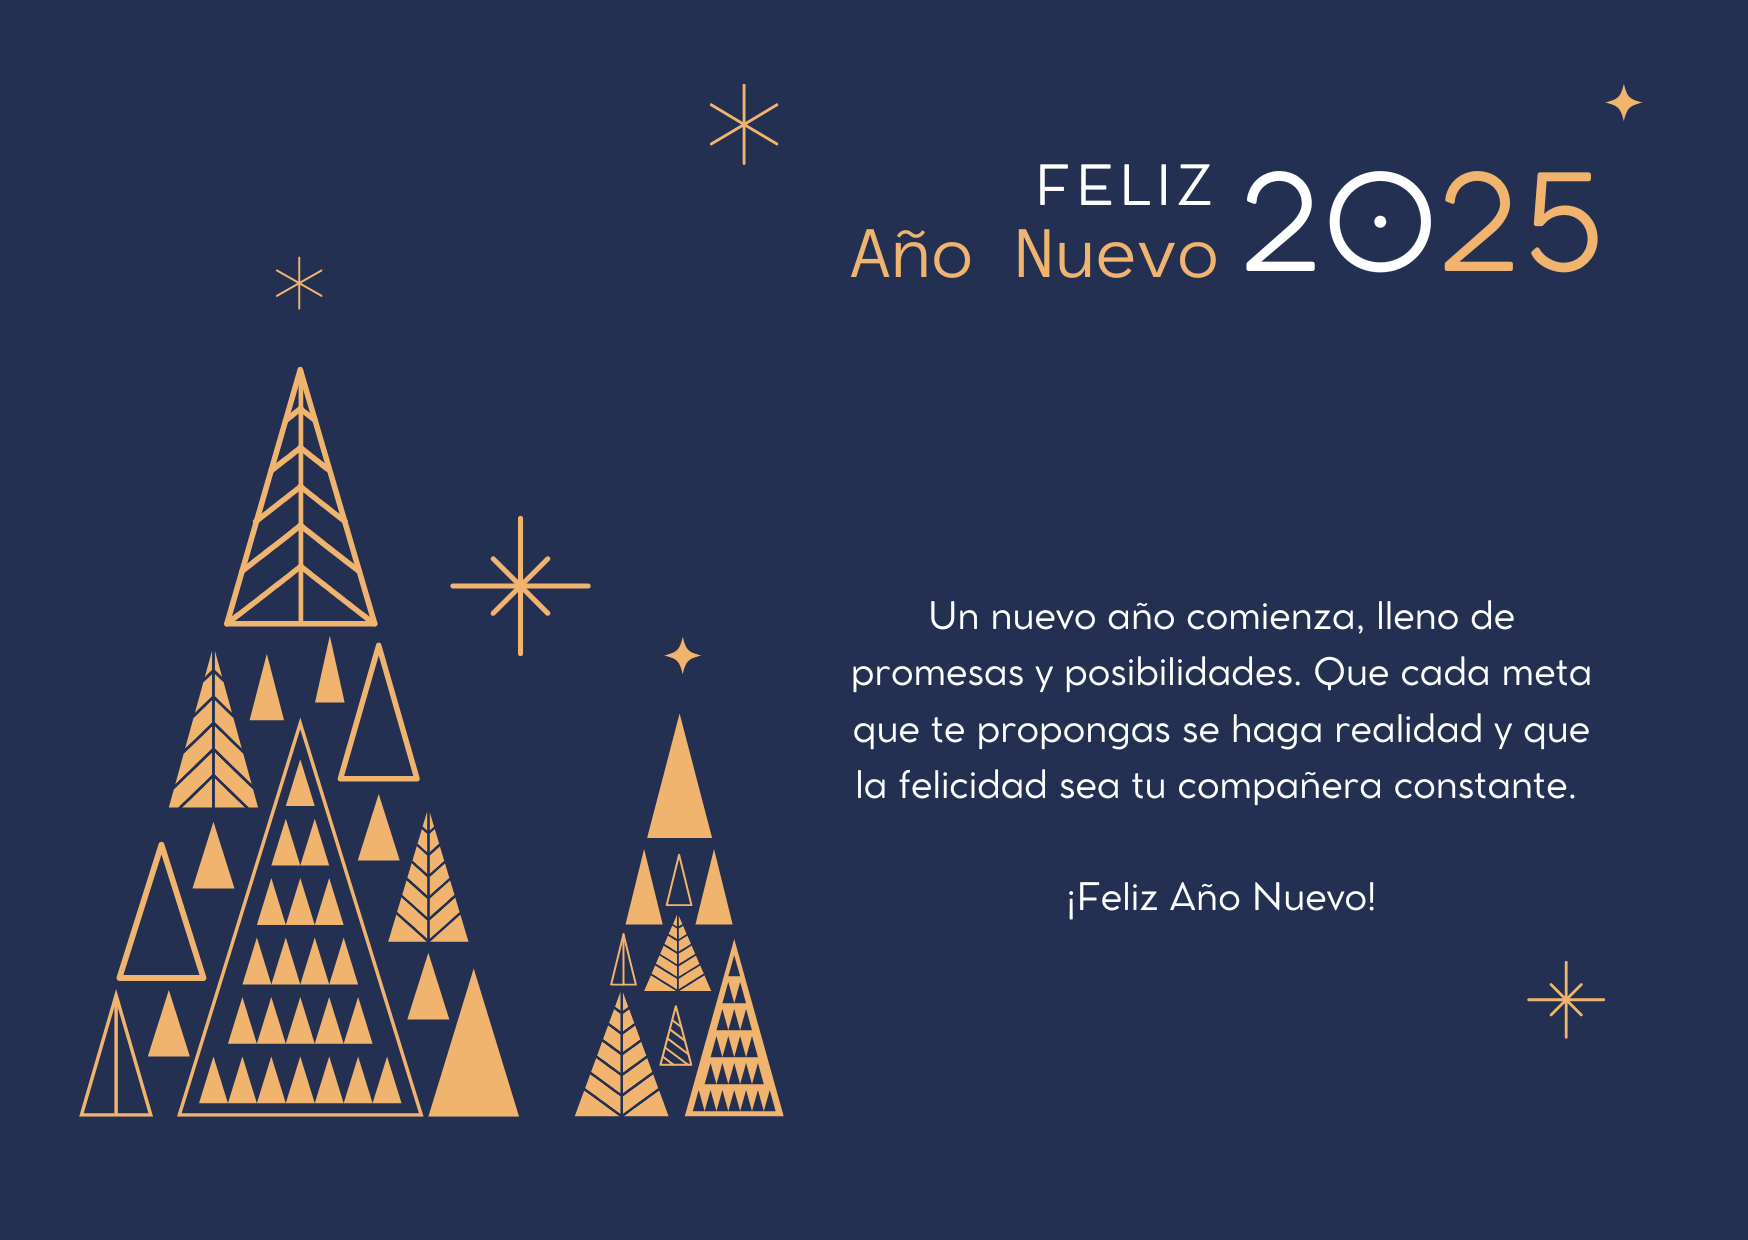 FELIZ
Año Nuevo 2025
Un nuevo año comienza, lleno de
promesas y posibilidades. Que cada meta
que te propongas se haga realidad y que
la felicidad sea tu compañera constante.
¡Feliz Año Nuevo!